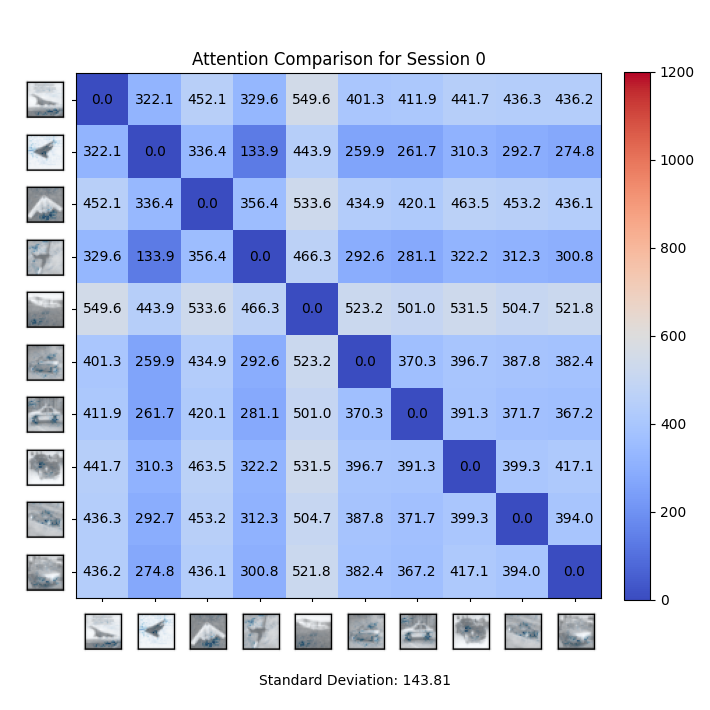 Attention Comparison for Session 0
0.0 322.1 452.1 329.6 549.6 401.3 411.9 441.7 436.3 436.2
322.1 0.0 336.4 133.9 443.9 259.9 261.7 310.3 292.7 274.8
452.1 336.4 0.0 356.4 533.6 434.9 420.1 463.5 453.2 436.1
329.6 133.9 356.4 0.0 466.3 292.6 281.1 322.2 312.3 300.8
549.6 443.9 533.6 466.3 0.0 523.2 501.0 531.5 504.7 521.8
401.3 259.9 434.9 292.6 523.2 0.0 370.3 396.7 387.8 382.4
411.9 261.7 420.1 281.1 501.0 370.3 0.0 391.3 371.7 367.2
441.7 310.3 463.5 322.2 531.5 396.7 391.3 0.0 399.3 417.1
436.3 292.7 453.2 312.3 504.7 387.8 371.7 399.3 0.0 394.0
436.2 274.8 436.1 300.8 521.8 382.4 367.2 417.1 394.0 0.0
1200
1000
800
600
400
200
0
Standard Deviation: 143.81